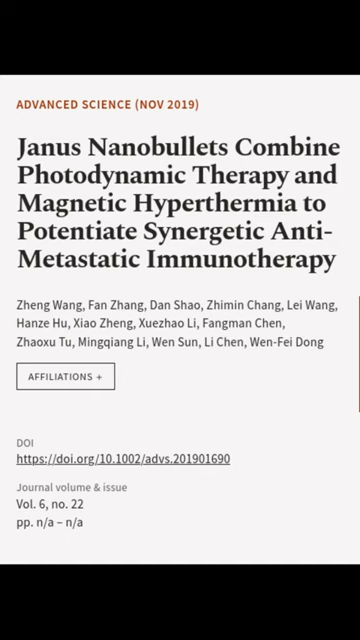 ADVANCED SCIENCE (NOV 2019)
Janus Nanobullets Combine
Photodynamic Therapy and
Magnetic Hyperthermia to
Potentiate Synergetic Anti-
Metastatic Immunotherapy
Zheng Wang, Fan Zhang, Dan Shao, Zhimin Chang, Lei Wang,
Hanze Hu, Xiao Zheng, Xuezhao Li, Fangman Chen,
Zhaoxu Tu, Mingqiang Li, Wen Sun, Li Chen, Wen-Fei Dong
AFFILIATIONS +
DOI
https://doi.org/10.1002/advs.201901690
Journal volume & issue
Vol. 6, no. 22
pp. n/a – n/a